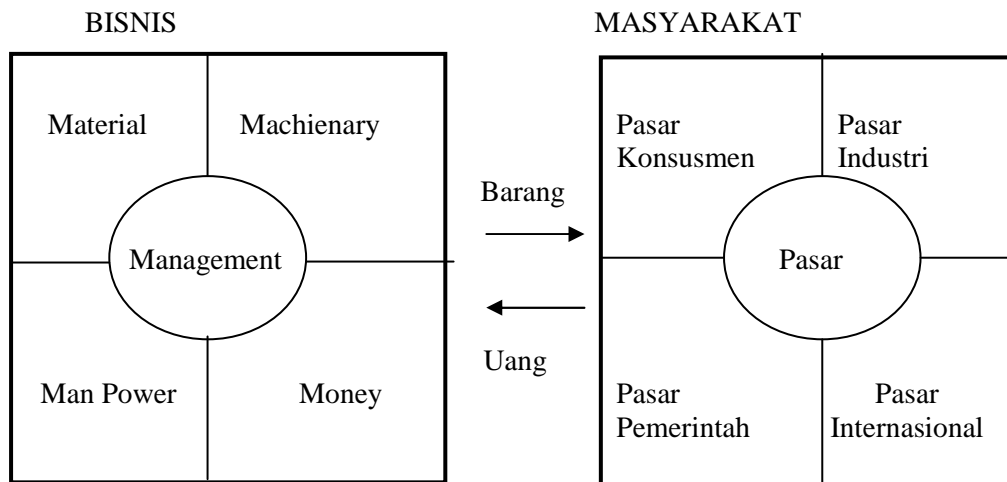 BISNIS
MASYARAKAT
Material
Machienary
Management
Man Power
Money
Barang
Uang
Pasar
Konsusmen
Pasar
Industri
Pasar
Pasar
Pemerintah
Pasar
Internasional